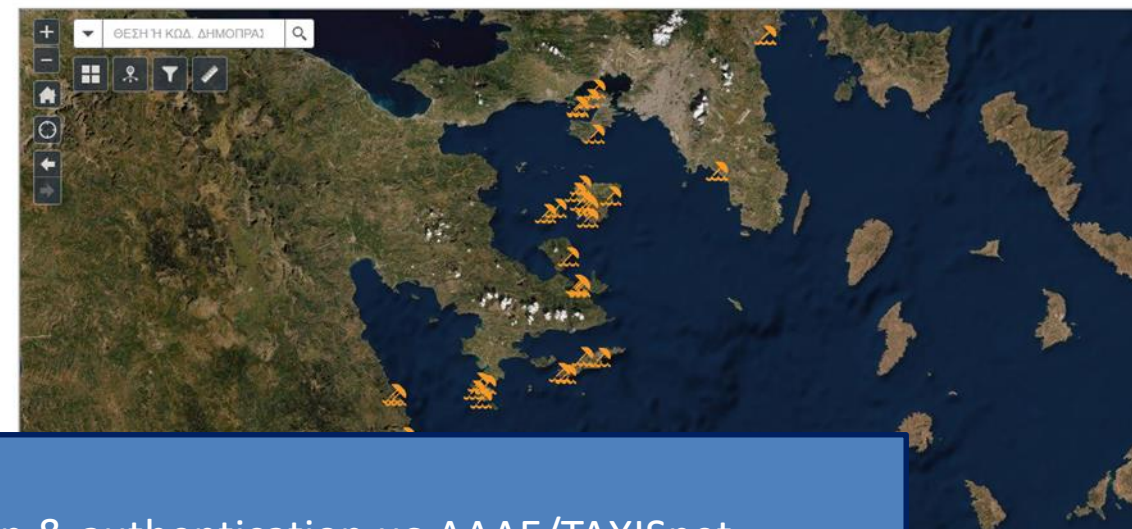 ΘΕΣΗ Ή ΚΩΔ. ΔΗΜΟΠΡΑΣ
n & authentication με ΑΑΔΕ/TAXISnet